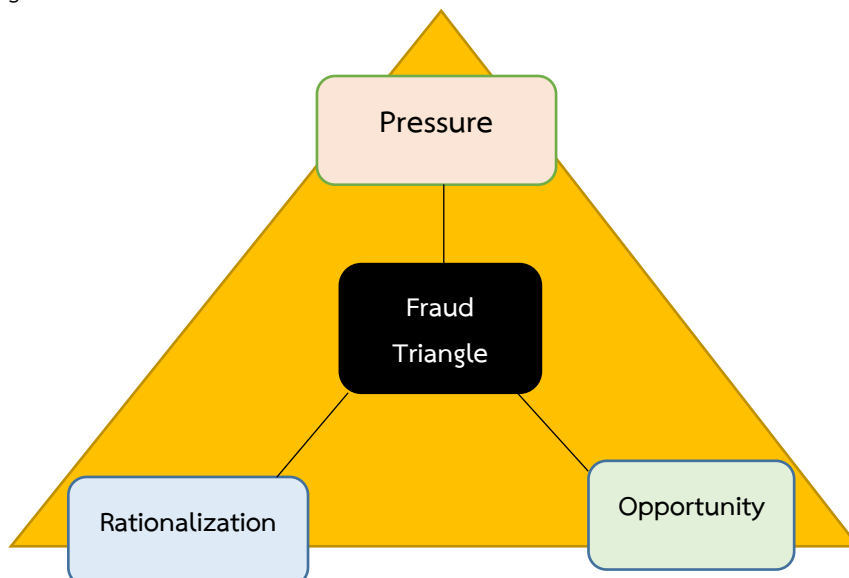 Pressure
Fraud
Triangle
Rationalization
Opportunity